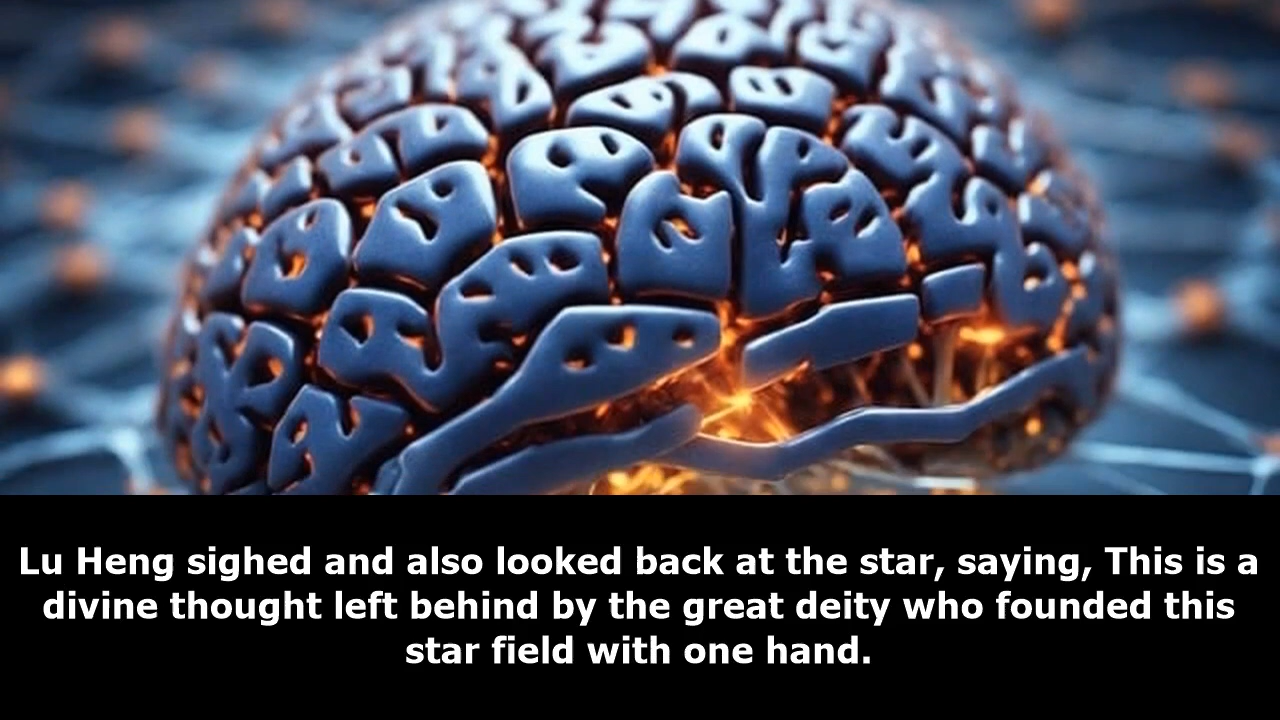 Lu Heng sighed and also looked back at the star, saying, This is a
divine thought left behind by the great deity who founded this
star field with one hand.